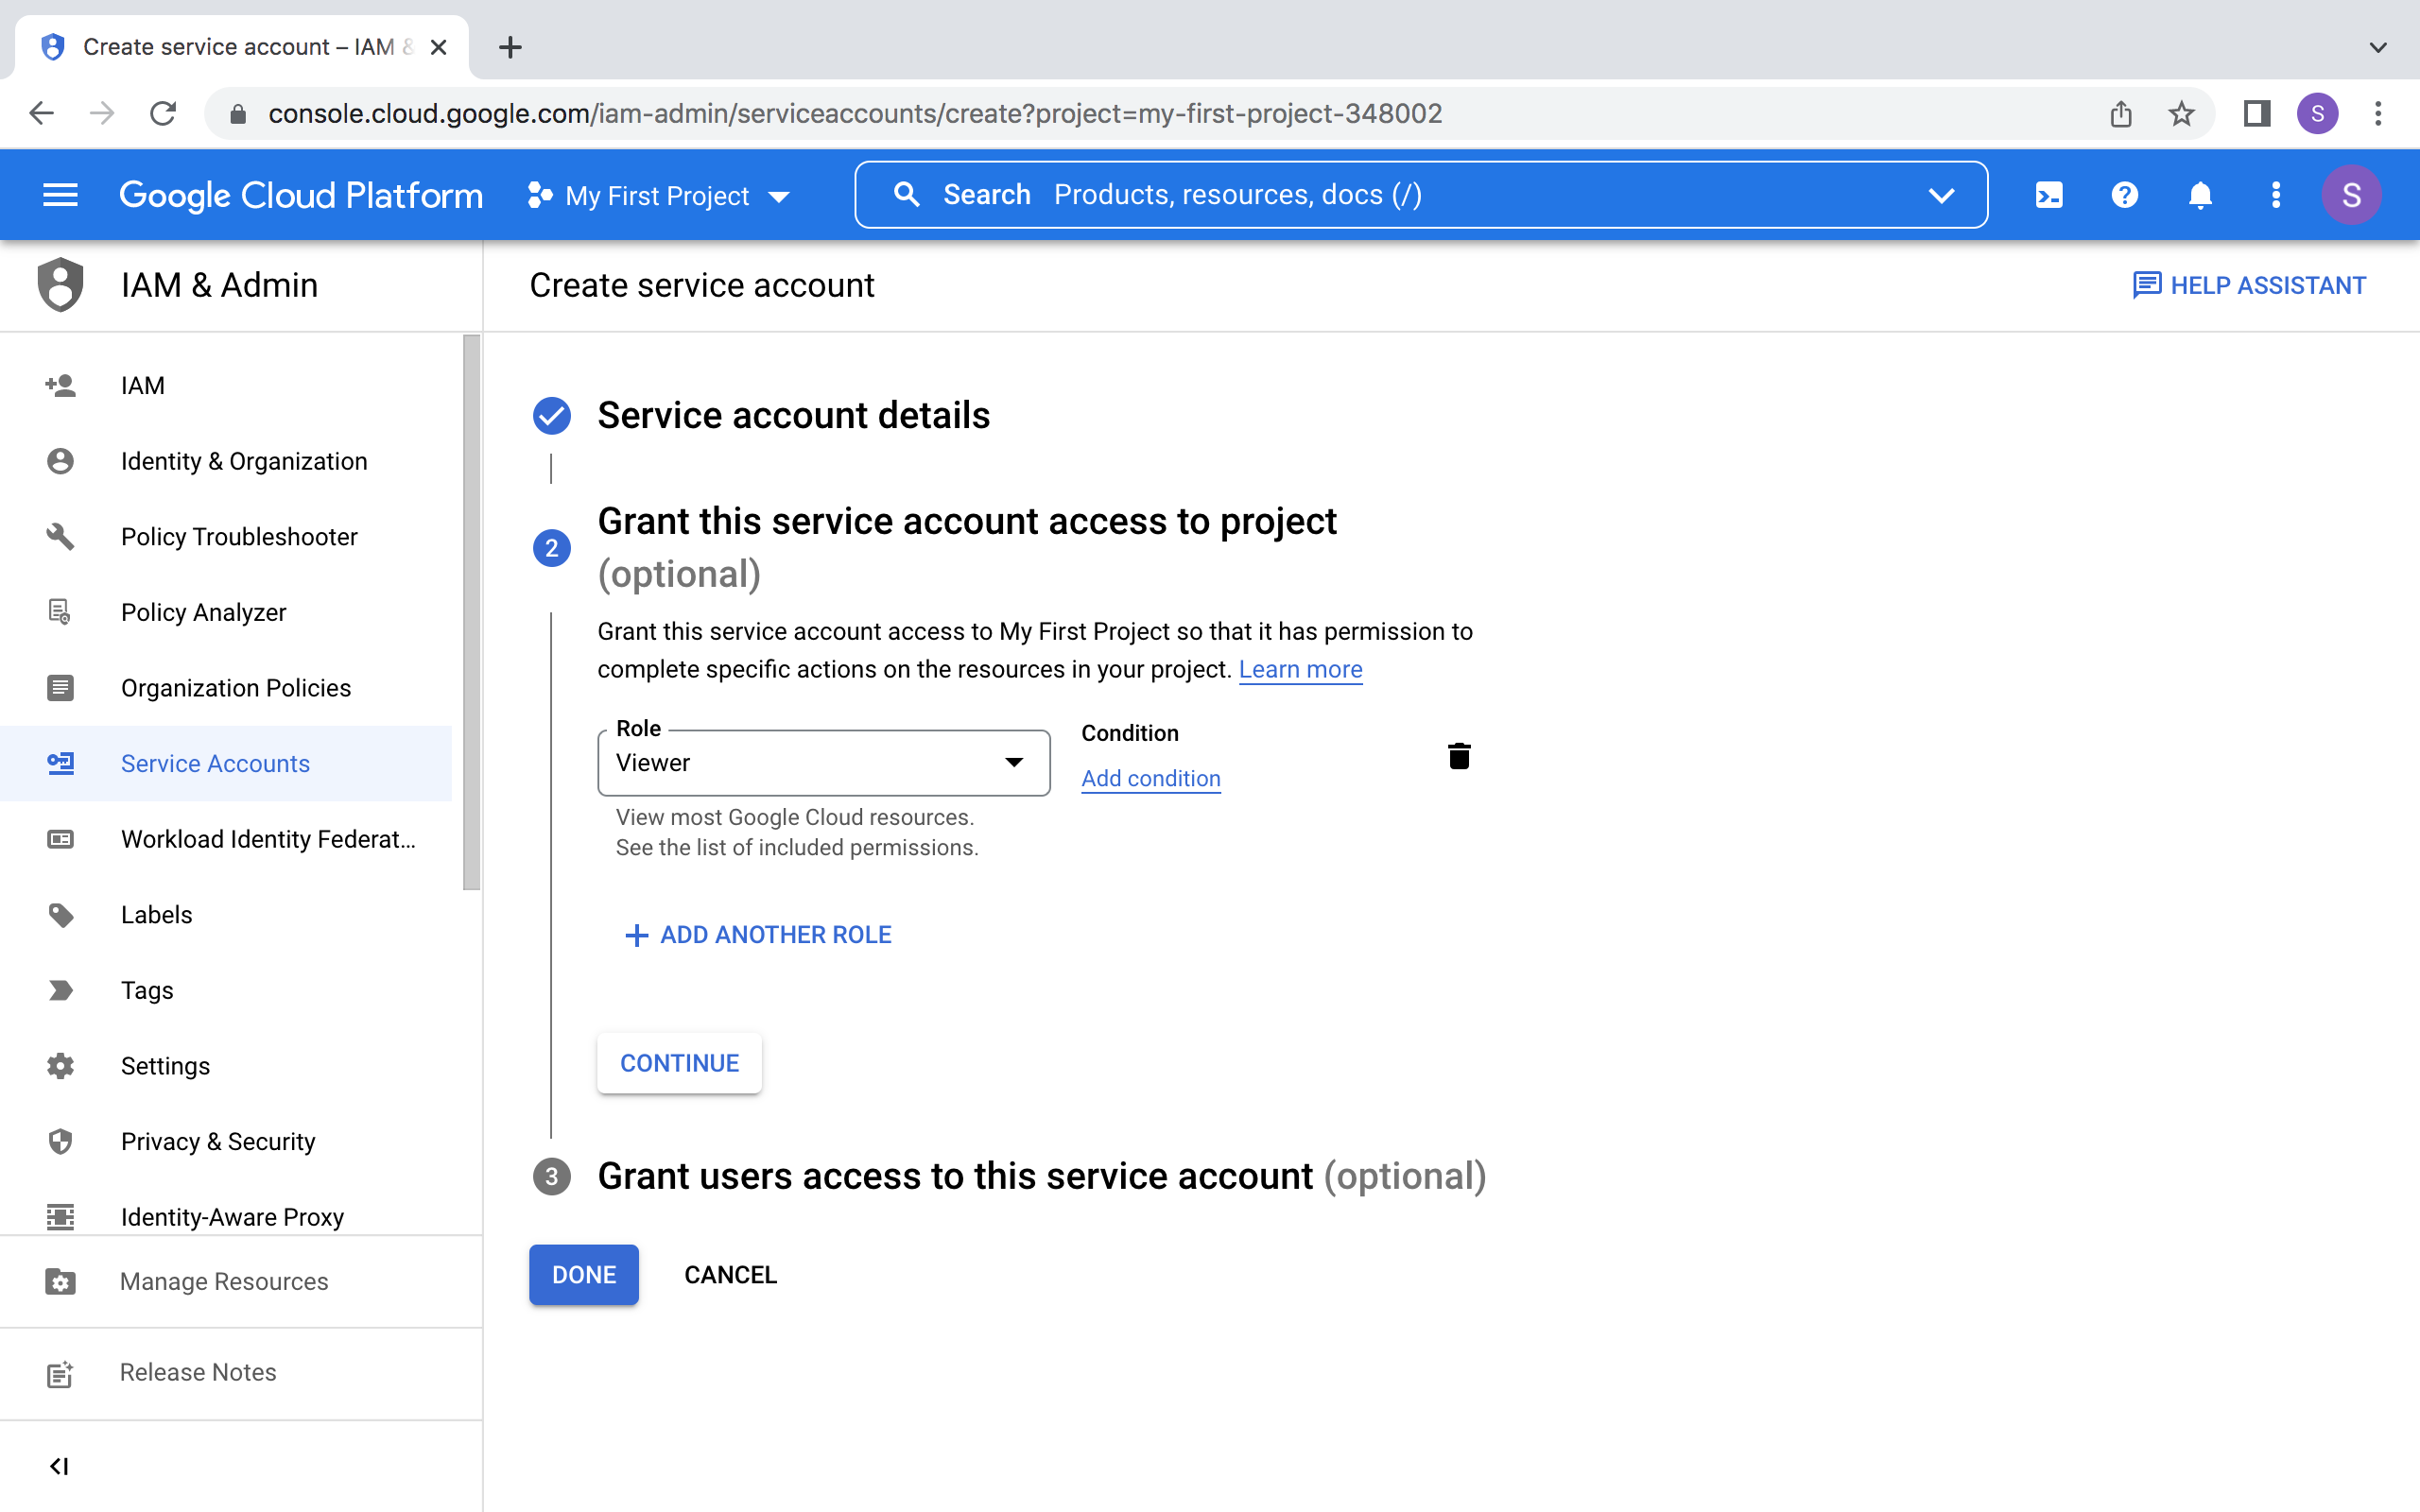 Create service account – IAM &
console.cloud.google.com/iam-admin/serviceaccounts/create?project=my-first-project-348002
S
Google Cloud Platform
My First Project
Search Products, resources, docs (/)
S
IAM & Admin
Create service account
HELP ASSISTANT
IAM
Identity & Organization
Policy Troubleshooter
Policy Analyzer
Organization Policies
Service Accounts
Workload Identity Federat...
Labels
Tags
Settings
Privacy & Security
Identity-Aware Proxy
Manage Resources
Release Notes
Service account details
2
Grant this service account access to project
(optional)
Grant this service account access to My First Project so that it has permission to
complete specific actions on the resources in your project. Learn more
Role
Viewer
Condition
Add condition
View most Google Cloud resources.
See the list of included permissions.
ADD ANOTHER ROLE
CONTINUE
3
Grant users access to this service account (optional)
DONE
CANCEL